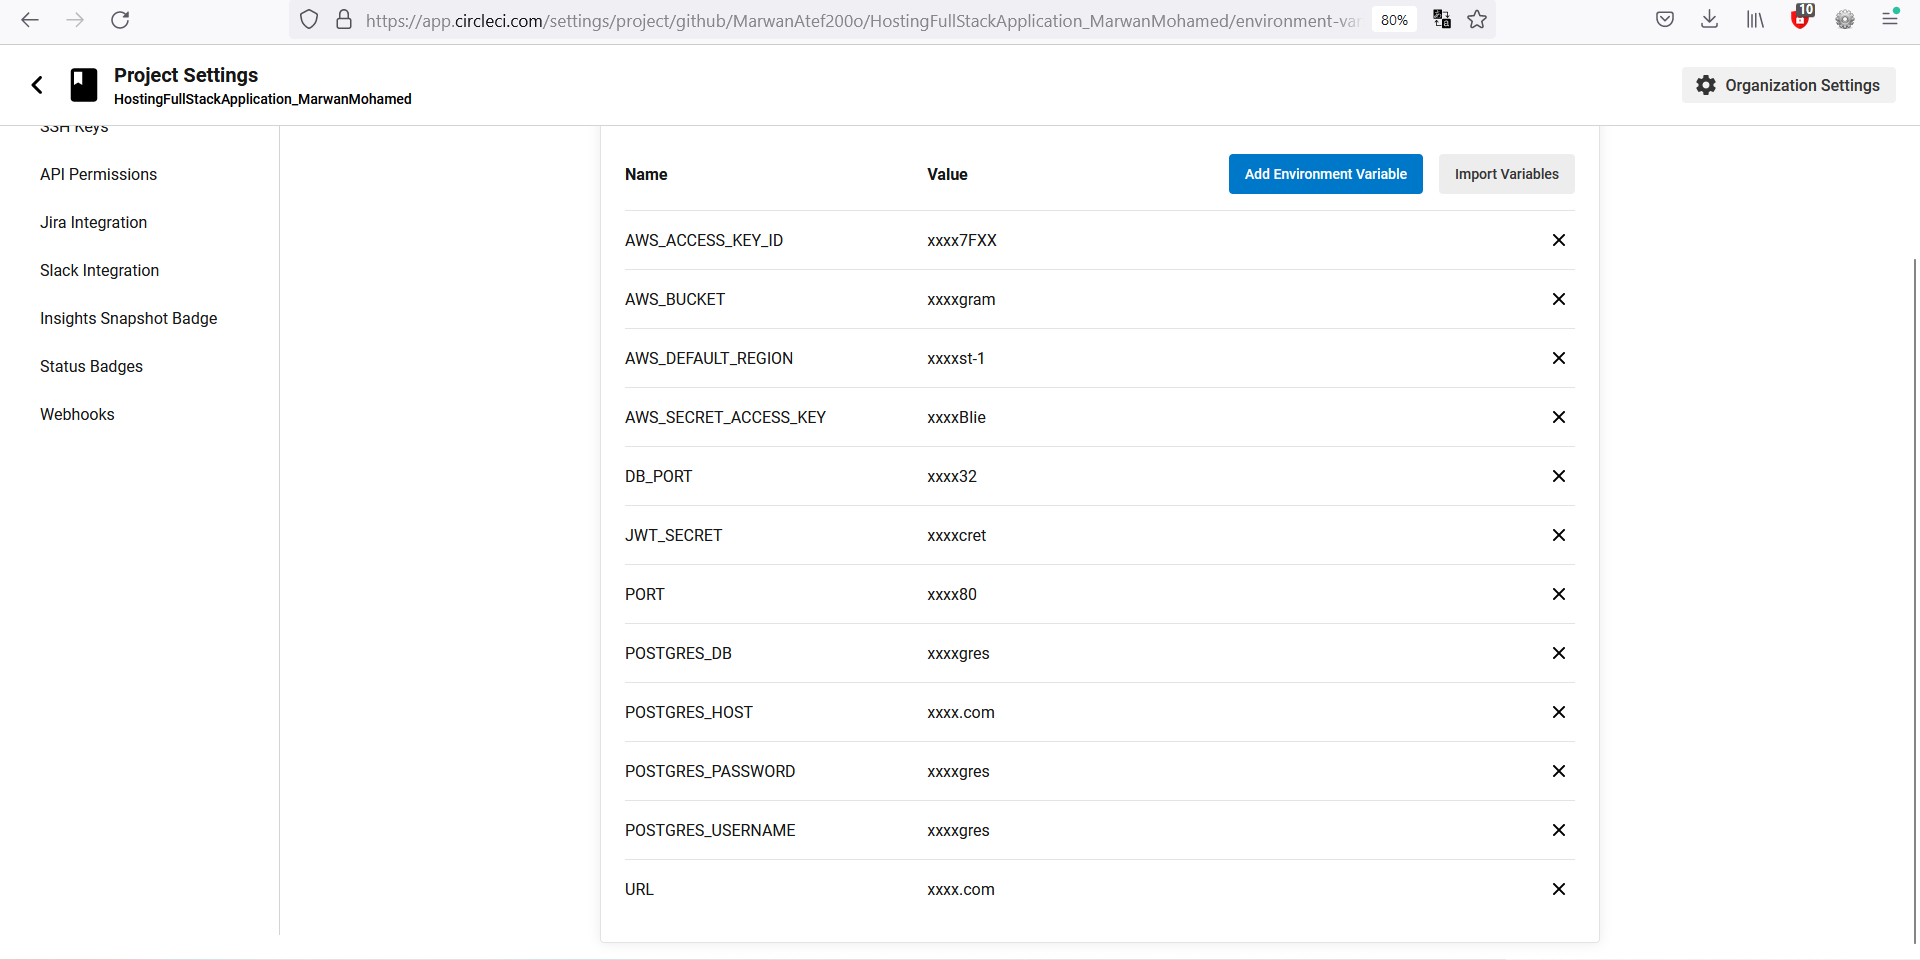 https://app.circleci.com/settings/project/github/MarwanAtef200o/HostingFullStackApplication_MarwanMohamed/environment-va
80%
10
Project Settings
HostingFullStackApplication_MarwanMohamed
Organization Settings
SSH Keys
API Permissions
Jira Integration
Slack Integration
Insights Snapshot Badge
Status Badges
Webhooks
Name Value Add Environment Variable Import Variables
AWS_ACCESS_KEY_ID xxxx7FXX
AWS_BUCKET xxxxgram
AWS_DEFAULT_REGION xxxxst-1
AWS_SECRET_ACCESS_KEY xxxxBlie
DB_PORT xxxx32
JWT_SECRET xxxxcret
PORT xxxx80
POSTGRES_DB xxxxgres
POSTGRES_HOST xxxx.com
POSTGRES_PASSWORD xxxxgres
POSTGRES_USERNAME xxxxgres
URL xxxx.com